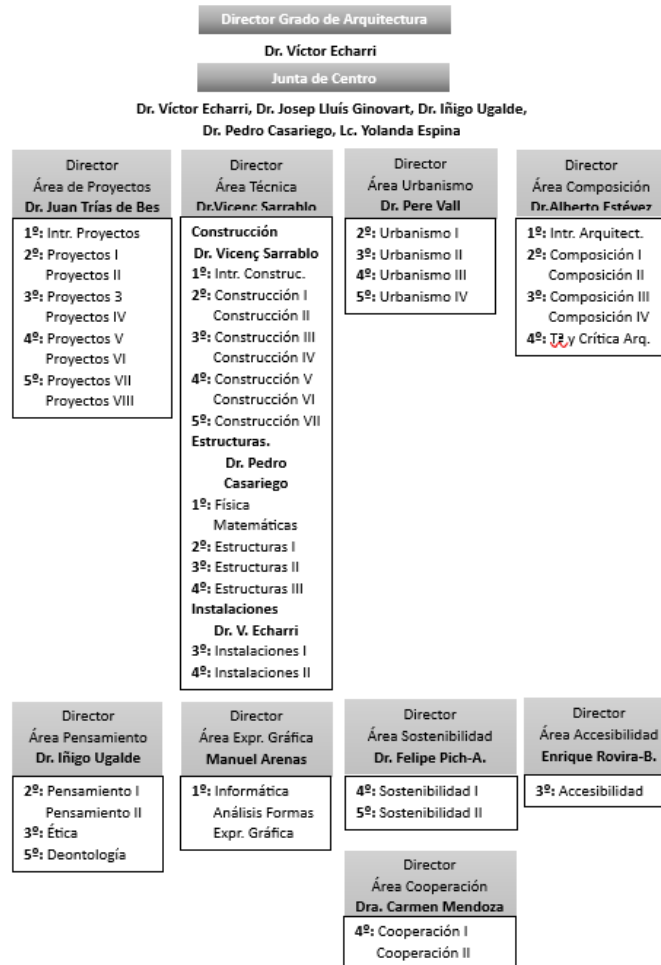 Director Grado de Arquitectura
Dr. Víctor Echarri
Junta de Centro
Dr. Víctor Echarri, Dr. Josep Lluís Ginovart, Dr. Iñigo Ugalde,
Dr. Pedro Casariego, Lc. Yolanda Espina
Director
Área de Proyectos
Dr. Juan Trías de Bes
1º: Intr. Proyectos
2º: Proyectos I
Proyectos II
3º: Proyectos 3
Proyectos IV
4º: Proyectos V
Proyectos VI
5º: Proyectos VII
Proyectos VIII
Director
Área Técnica
Dr.Vicenç Sarrablo
Construcción
Dr. Vicenç Sarrablo
1º: Intr. Construc.
2º: Construcción I
Construcción II
3º: Construcción III
Construcción IV
4º: Construcción V
Construcción VI
5º: Construcción VII
Estructuras.
Dr. Pedro
Casariego
1º: Física
Matemáticas
2º: Estructuras I
3º: Estructuras II
4º: Estructuras III
Instalaciones
Dr. V. Echarri
3º: Instalaciones I
4º: Instalaciones II
Director
Área Urbanismo
Dr. Pere Vall
2º: Urbanismo I
3º: Urbanismo II
4º: Urbanismo III
5º: Urbanismo IV
Director
Área Composición
Dr.Alberto Estévez
1º: Intr. Arquitect.
2º: Composición I
Composición II
3º: Composición III
Composición IV
4º: Tª y Crítica Arq.
Director
Área Pensamiento
Dr. Iñigo Ugalde
2º: Pensamiento I
Pensamiento II
3º: Ética
5º: Deontología
Director
Área Expr. Gráfica
Manuel Arenas
1º: Informática
Análisis Formas
Expr. Gráfica
Director
Área Sostenibilidad
Dr. Felipe Pich-A.
4º: Sostenibilidad I
5º: Sostenibilidad II
Director
Área Accesibilidad
Enrique Rovira-B.
3º: Accesibilidad
Director
Área Cooperación
Dra. Carmen Mendoza
4º: Cooperación I
Cooperación II